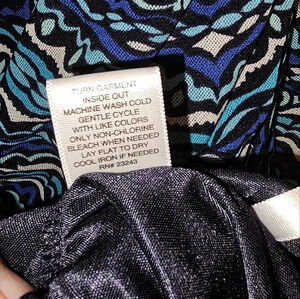 TURN GARMENT
INSIDE OUT
MACHINE WASH COLD
GENTLE CYCLE
WITH LIKE COLORS
ONLY NON-CHLORINE
BLEACH WHEN NEEDED
LAY FLAT TO DRY
COOL IRON IF NEEDED
RN# 23243